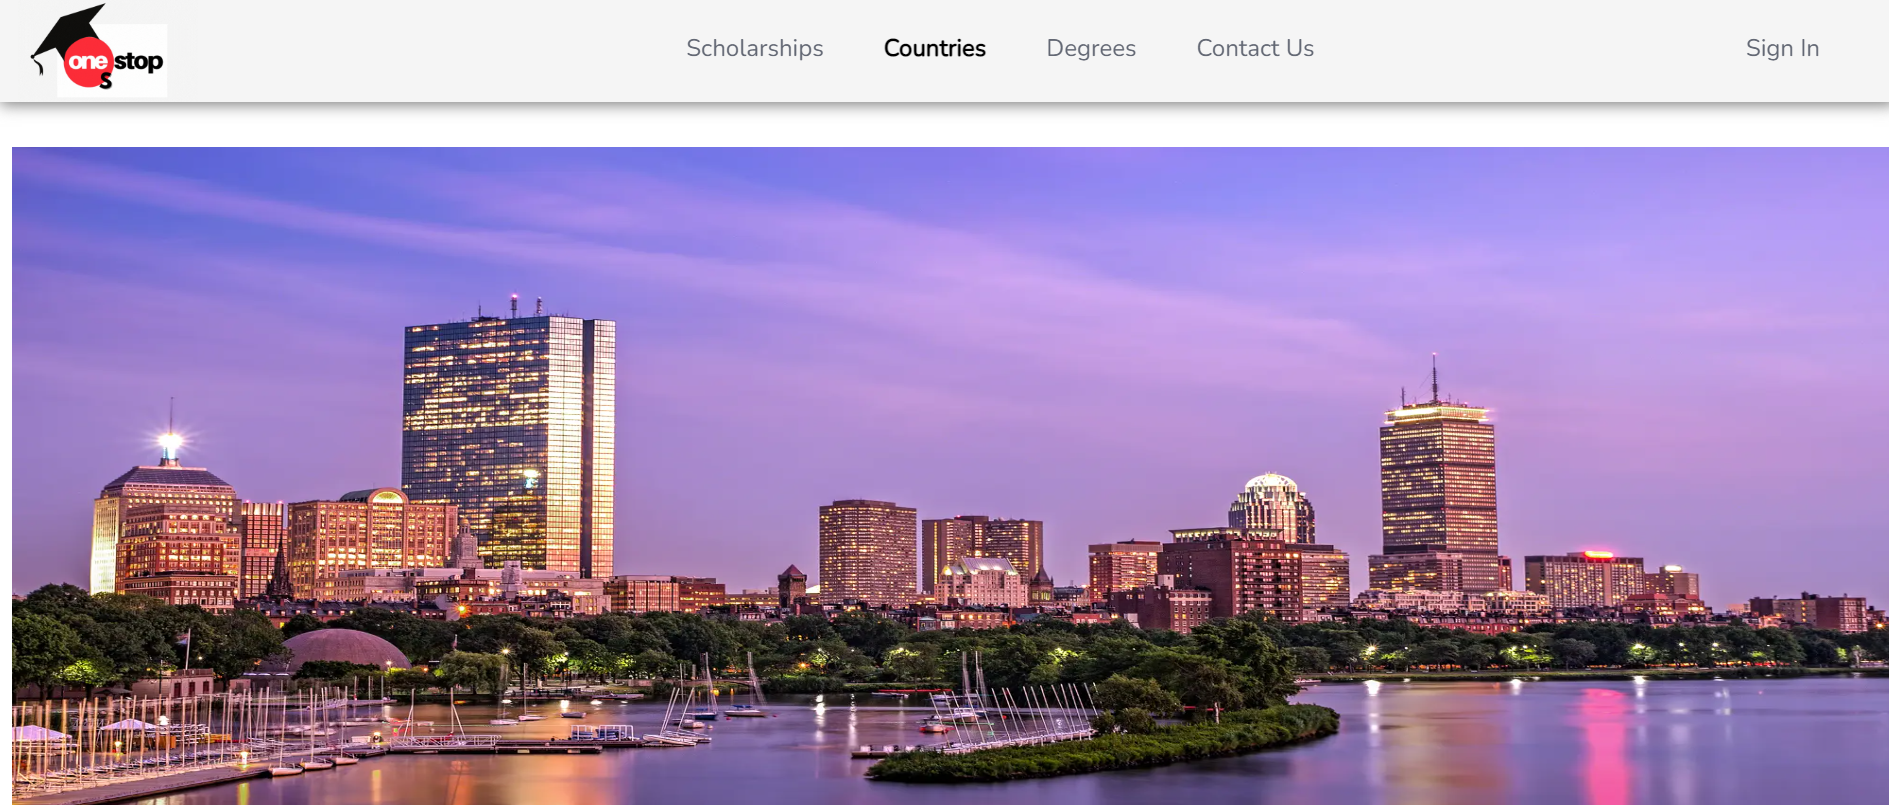 one stop
s
Scholarships
Countries
Degrees
Contact Us
Sign In